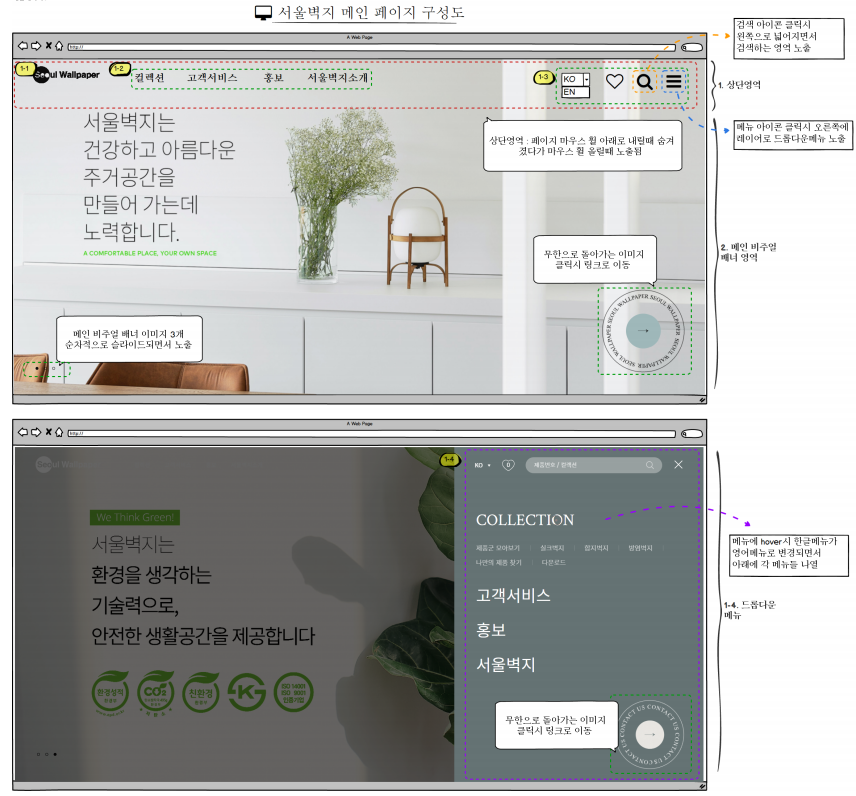 서울벽지 메인 페이지 구성도
A Web Page
http://
1-1
Seoul Wallpaper
1-2
컬렉션 고객서비스 홍보 서울벽지소개
1-3
KO
EN
검색 아이콘 클릭시
왼쪽으로 넓어지면서
검색하는 영역 노출
1. 상단영역
메뉴 아이콘 클릭시 오른쪽에
레이어로 드롭다운메뉴 노출
서울벽지는
건강하고 아름다운
주거공간을
만들어 가는데
노력합니다.
A COMFORTABLE PLACE, YOUR OWN SPACE
상단영역 : 페이지 마우스 휠 아래로 내릴때 숨겨
졌다가 마우스 휠 올릴때 노출됨
무한으로 돌아가는 이미지
클릭시 링크로 이동
2. 메인 비주얼
배너 영역
SEOUL WALLPAPER SEOUL WALLPAPER SEOUL WALLPAPER
메인 비주얼 배너 이미지 3개
순차적으로 슬라이드되면서 노출
A Web Page
http://
Seoul Wallpaper
1-4
KO
0
제품번호 / 컬렉션
We Think Green!
서울벽지는
환경을 생각하는
기술력으로,
안전한 생활공간을 제공합니다
환경성적
CO2
친환경
ISO 14001
ISO 9001
인증기업
COLLECTION
제품군 모아보기 실크벽지 합지벽지 방염벽지
나만의 제품 찾기 다운로드
고객서비스
홍보
서울벽지
무한으로 돌아가는 이미지
클릭시 링크로 이동
CONTACT US CONTACT US CONTACT US
메뉴에 hover시 한글메뉴가
영어메뉴로 변경되면서
아래에 각 메뉴들 나열
1-4. 드롭다운
메뉴